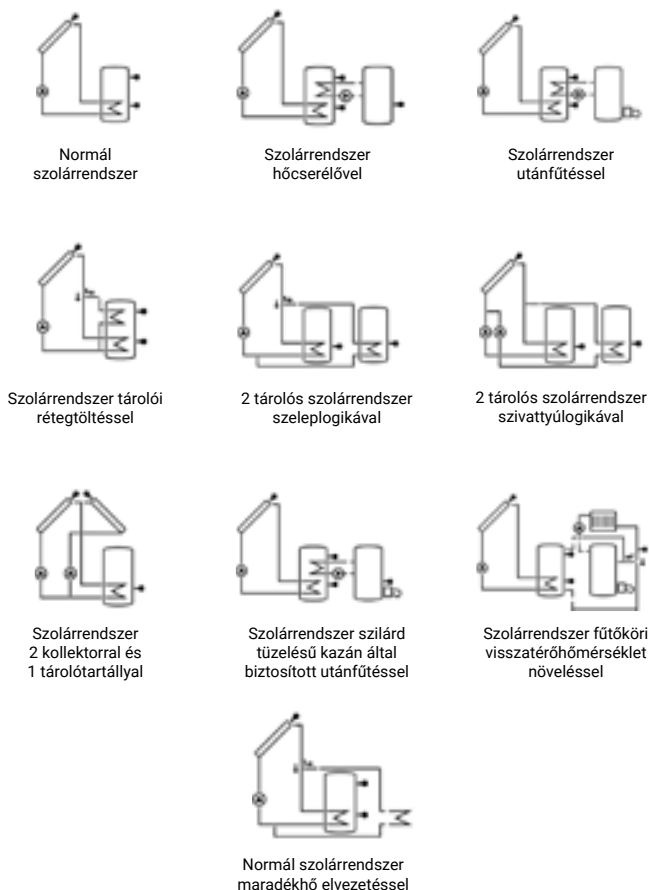 Normál
szolárrendszer
Szolárrendszer
hőcserélővel
Szolárrendszer
utánfűtéssel
Szolárrendszer tárolói
rétegtöltéssel
2 tárolós szolárrendszer
szeleplogikával
2 tárolós szolárrendszer
szivattyúlogikával
Szolárrendszer
2 kollektorral és
1 tárolótartállyal
Szolárrendszer szilárd
tüzelésű kazán által
biztosított utánfűtéssel
Szolárrendszer fűtőköri
visszatérőhőmérséklet
növeléssel
Normál szolárrendszer
maradékhő elvezetéssel